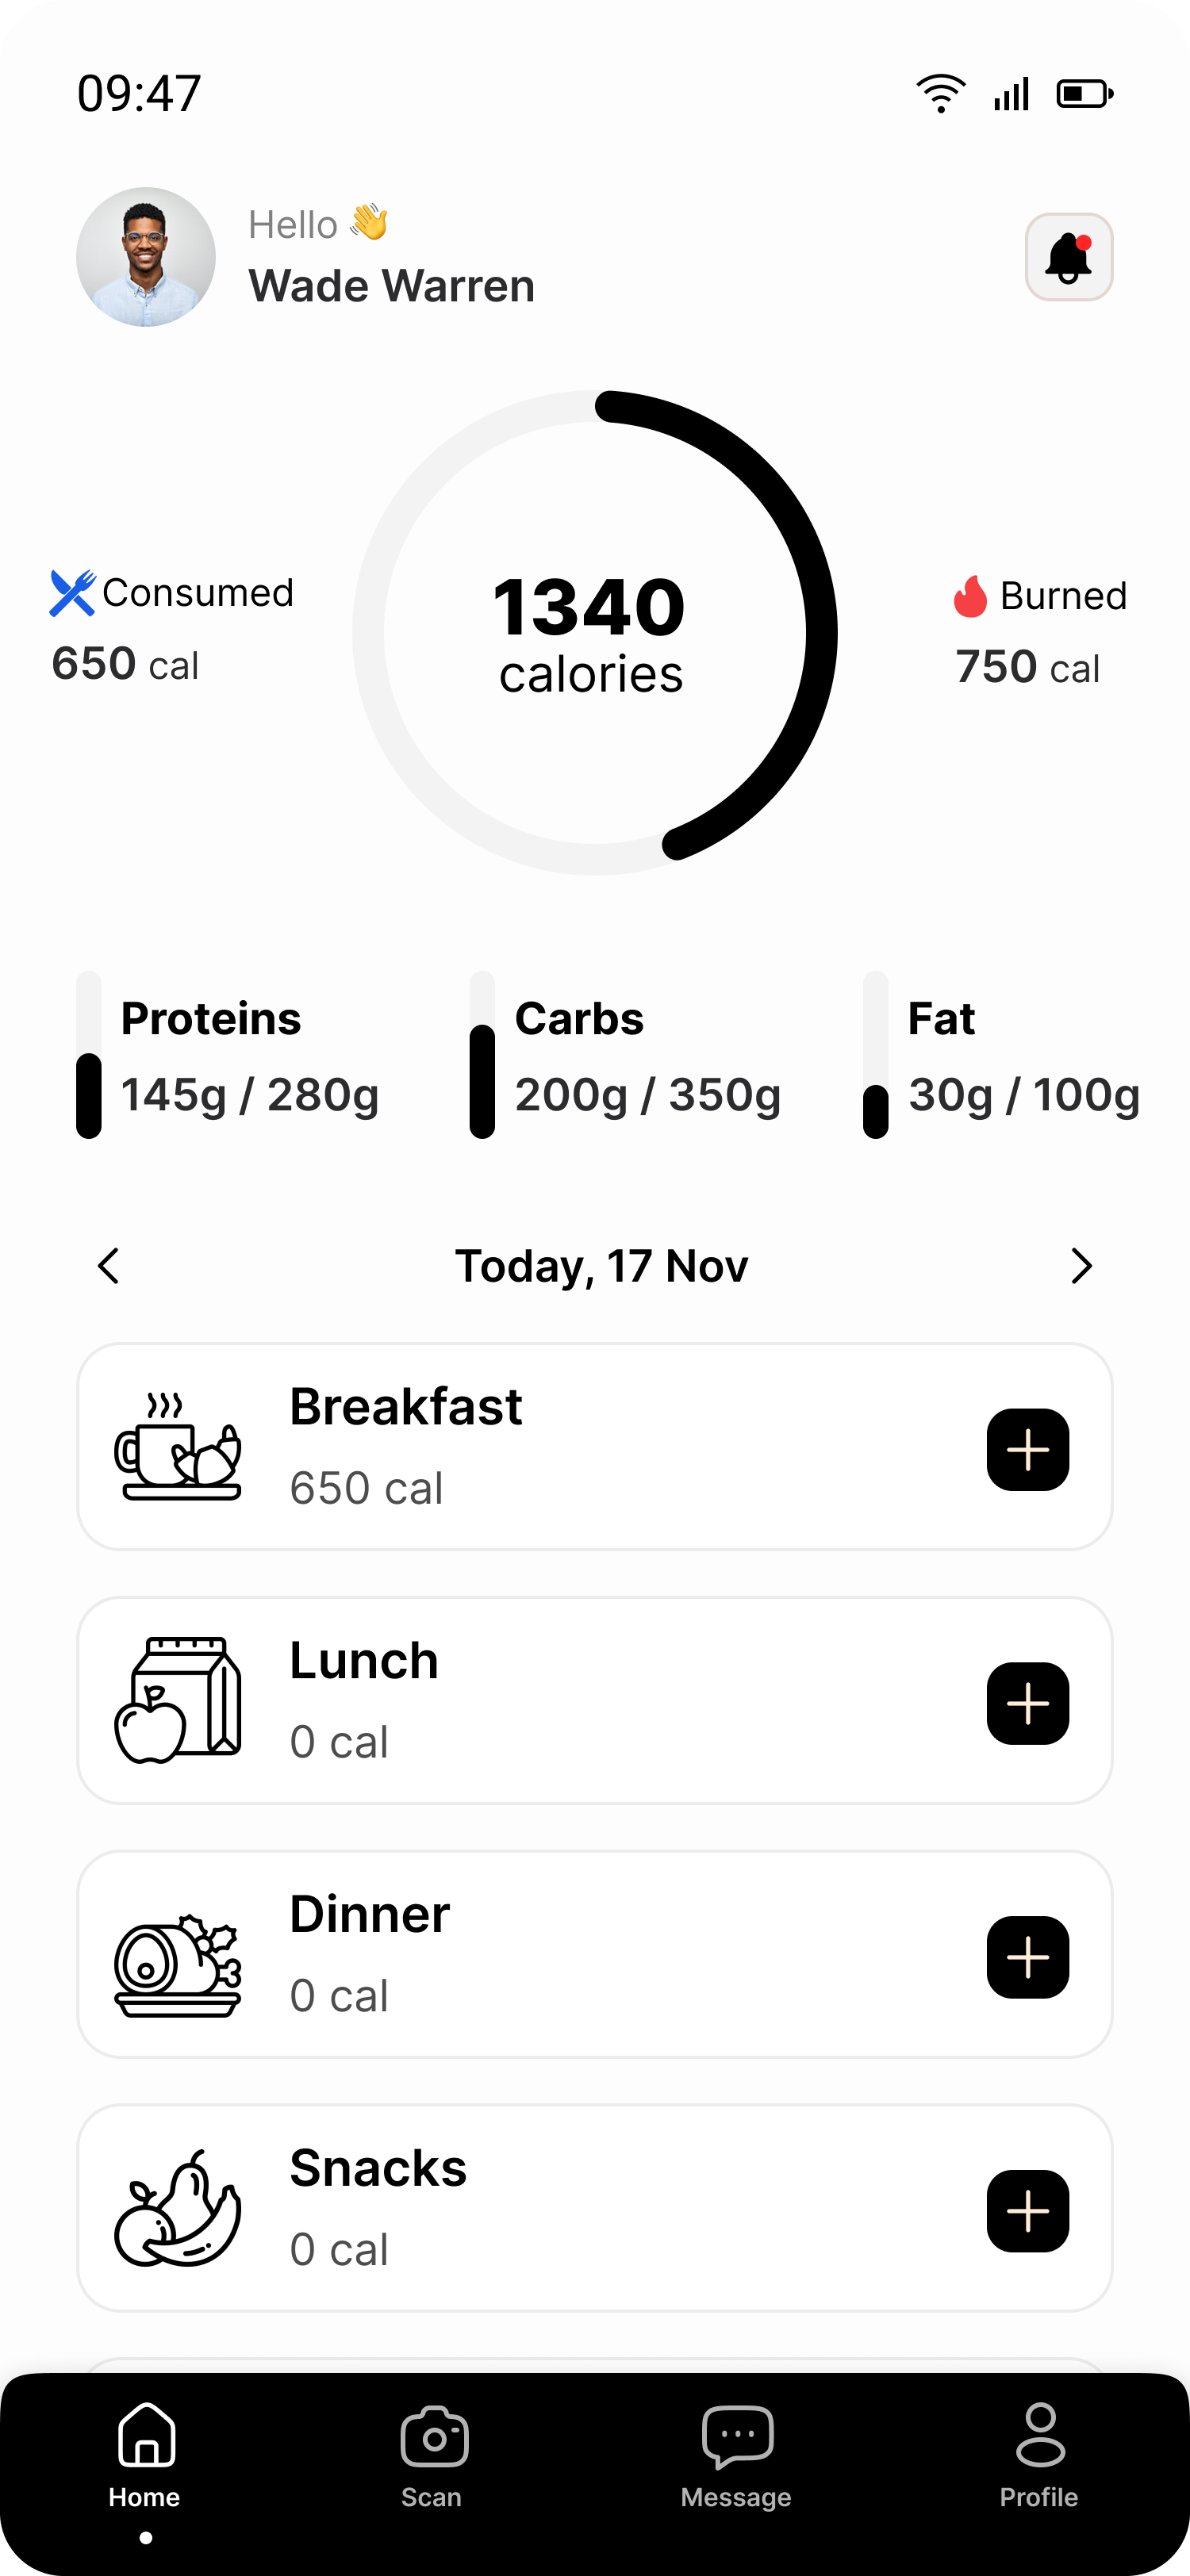 09:47
Hello 👋
Wade Warren
Consumed
650 cal
1340
calories
Burned
750 cal
Proteins
145g / 280g
Carbs
200g / 350g
Fat
30g / 100g
Today, 17 Nov
Breakfast
650 cal
Lunch
0 cal
Dinner
0 cal
Snacks
0 cal
Home
Scan
Message
Profile